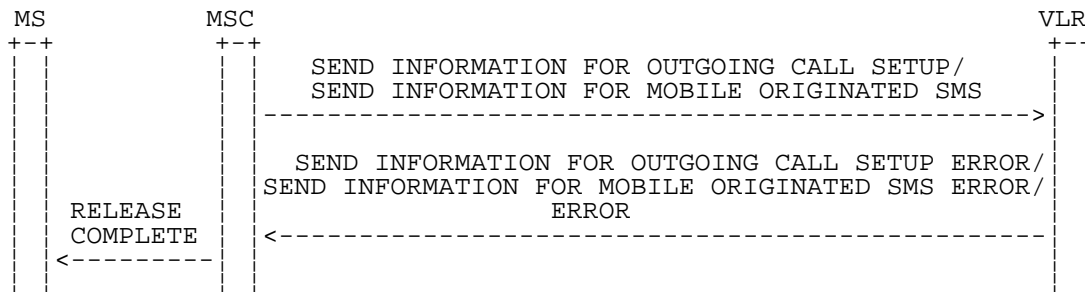 MS MSC VLR
SEND INFORMATION FOR OUTGOING CALL SETUP/
SEND INFORMATION FOR MOBILE ORIGINATED SMS
SEND INFORMATION FOR OUTGOING CALL SETUP ERROR/
SEND INFORMATION FOR MOBILE ORIGINATED SMS ERROR/
RELEASE ERROR
COMPLETE